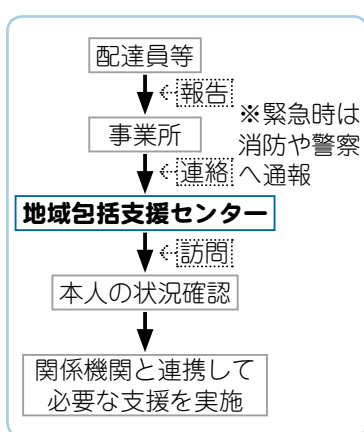 配達員等
報告
※緊急時は
消防や警察
へ通報
事業所
連絡
地域包括支援センター
訪問
本人の状況確認
関係機関と連携して
必要な支援を実施